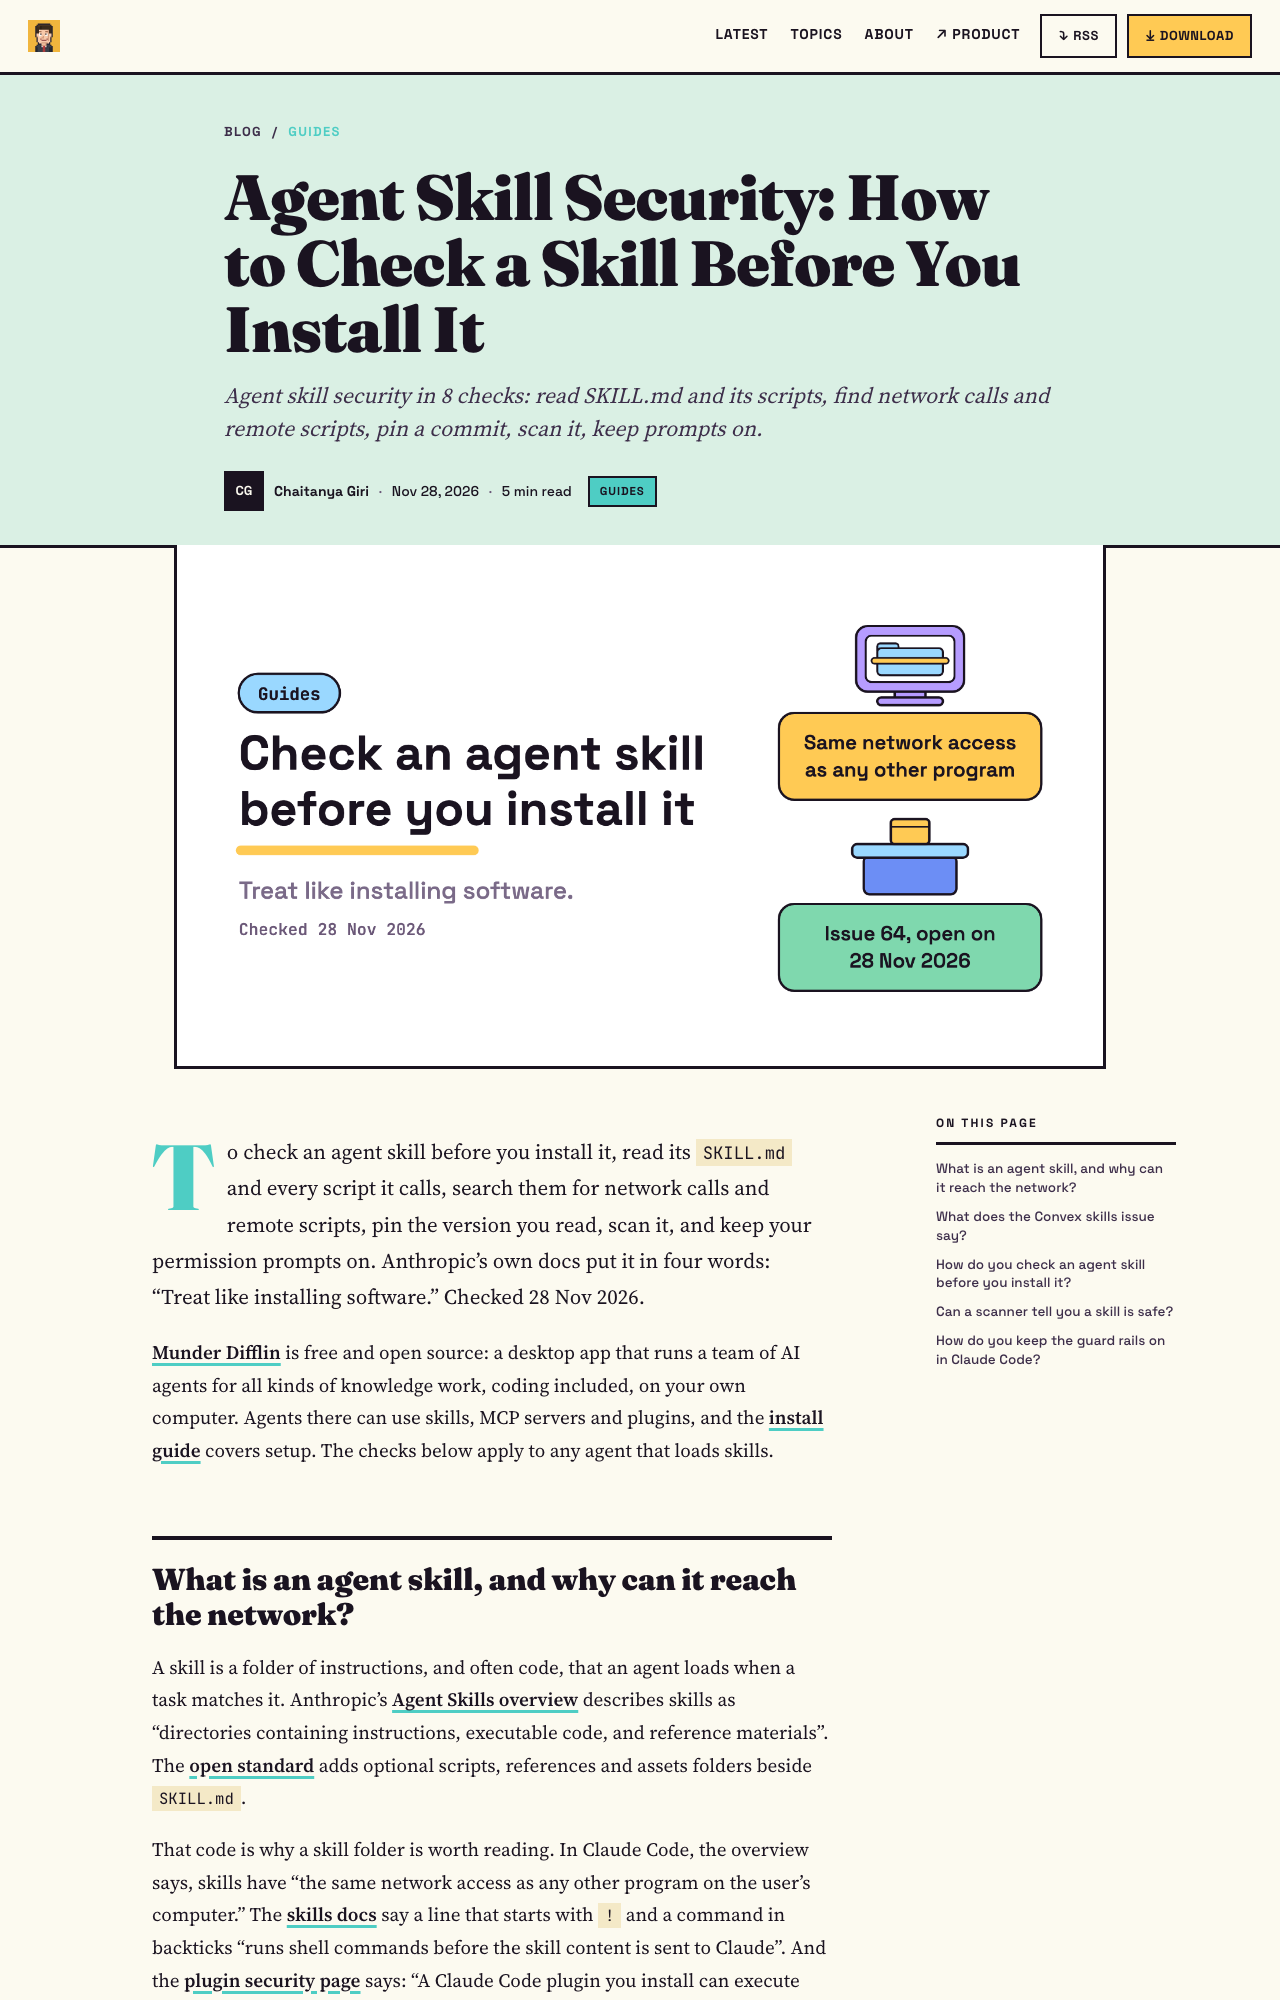 LATEST TOPICS ABOUT ↗ PRODUCT ⤵ RSS ⤓ DOWNLOAD
BLOG / GUIDES
Agent Skill Security: How
to Check a Skill Before You
Install It
Agent skill security in 8 checks: read SKILL.md and its scripts, find network calls and
remote scripts, pin a commit, scan it, keep prompts on.
CG Chaitanya Giri · Nov 28, 2026 · 5 min read GUIDES
Guides
Check an agent skill
before you install it
Treat like installing software.
Checked 28 Nov 2026
Same network access
as any other program
Issue 64, open on
28 Nov 2026
To check an agent skill before you install it, read its SKILL.md
and every script it calls, search them for network calls and
remote scripts, pin the version you read, scan it, and keep your
permission prompts on. Anthropic’s own docs put it in four words:
“Treat like installing software.” Checked 28 Nov 2026.
Munder Difflin is free and open source: a desktop app that runs a team of AI
agents for all kinds of knowledge work, coding included, on your own
computer. Agents there can use skills, MCP servers and plugins, and the install
guide covers setup. The checks below apply to any agent that loads skills.
ON THIS PAGE
What is an agent skill, and why can
it reach the network?
What does the Convex skills issue
say?
How do you check an agent skill
before you install it?
Can a scanner tell you a skill is safe?
How do you keep the guard rails on
in Claude Code?
What is an agent skill, and why can it reach
the network?
A skill is a folder of instructions, and often code, that an agent loads when a
task matches it. Anthropic’s Agent Skills overview describes skills as
“directories containing instructions, executable code, and reference materials”.
The open standard adds optional scripts, references and assets folders beside
SKILL.md.
That code is why a skill folder is worth reading. In Claude Code, the overview
says, skills have “the same network access as any other program on the user’s
computer.” The skills docs say a line that starts with ! and a command in
backticks “runs shell commands before the skill content is sent to Claude”. And
the plugin security page says: “A Claude Code plugin you install can execute